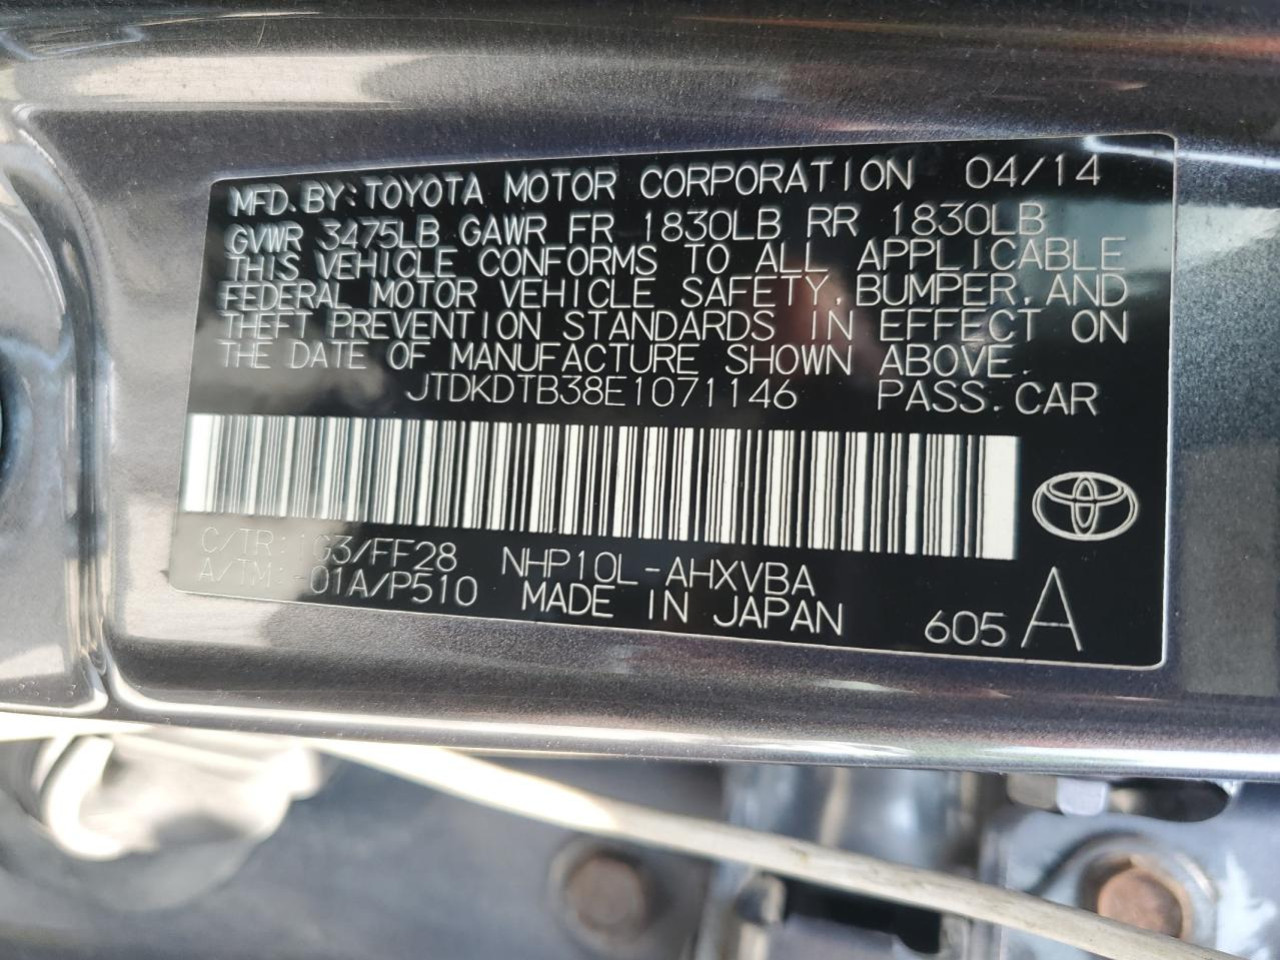 MFD. BY: TOYOTA MOTOR CORPORATION 04/14
GVWR 3475LB GAWR FR 1830LB RR 1830LB
THIS VEHICLE CONFORMS TO ALL APPLICABLE
FEDERAL MOTOR VEHICLE SAFETY, BUMPER, AND
THEFT PREVENTION STANDARDS IN EFFECT ON
THE DATE OF MANUFACTURE SHOWN ABOVE.
JTDKDTB38E1071146 PASS. CAR
C/TR: 1G3/FF28 NHP10L-AHXVBA
A/TM: -01A/P510 MADE IN JAPAN 605 A